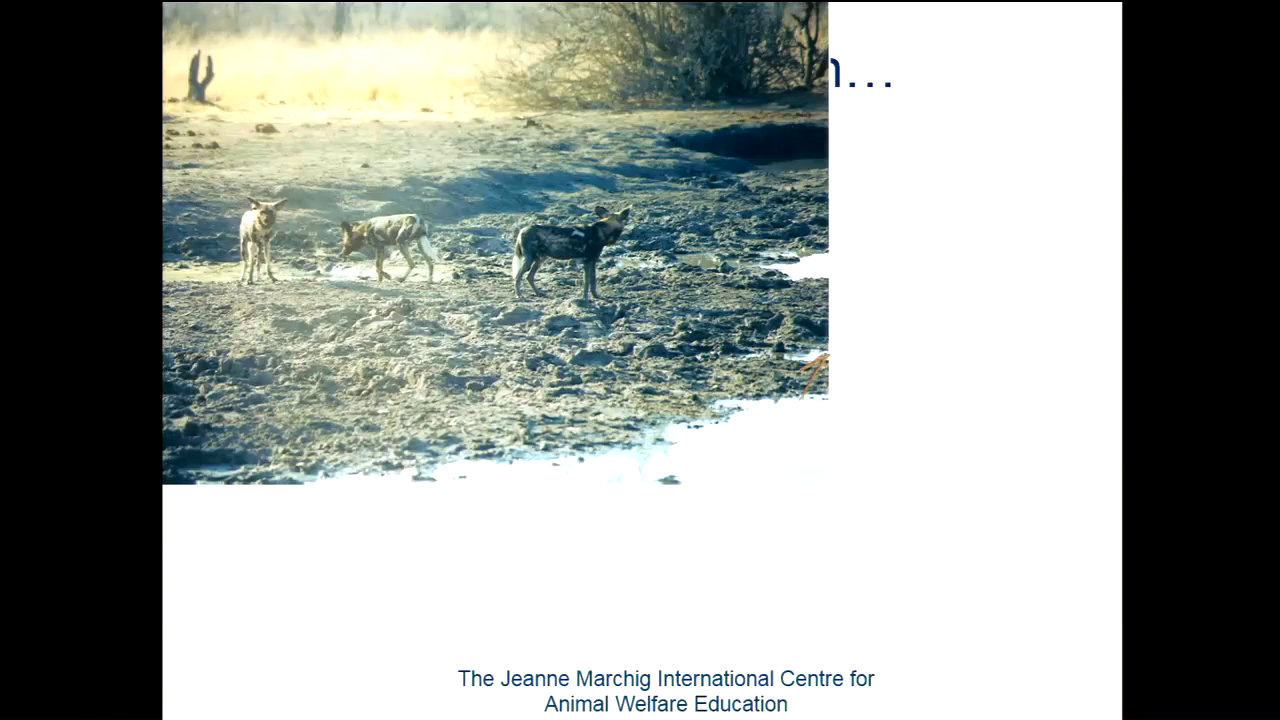 n…
The Jeanne Marchig International Centre for
Animal Welfare Education